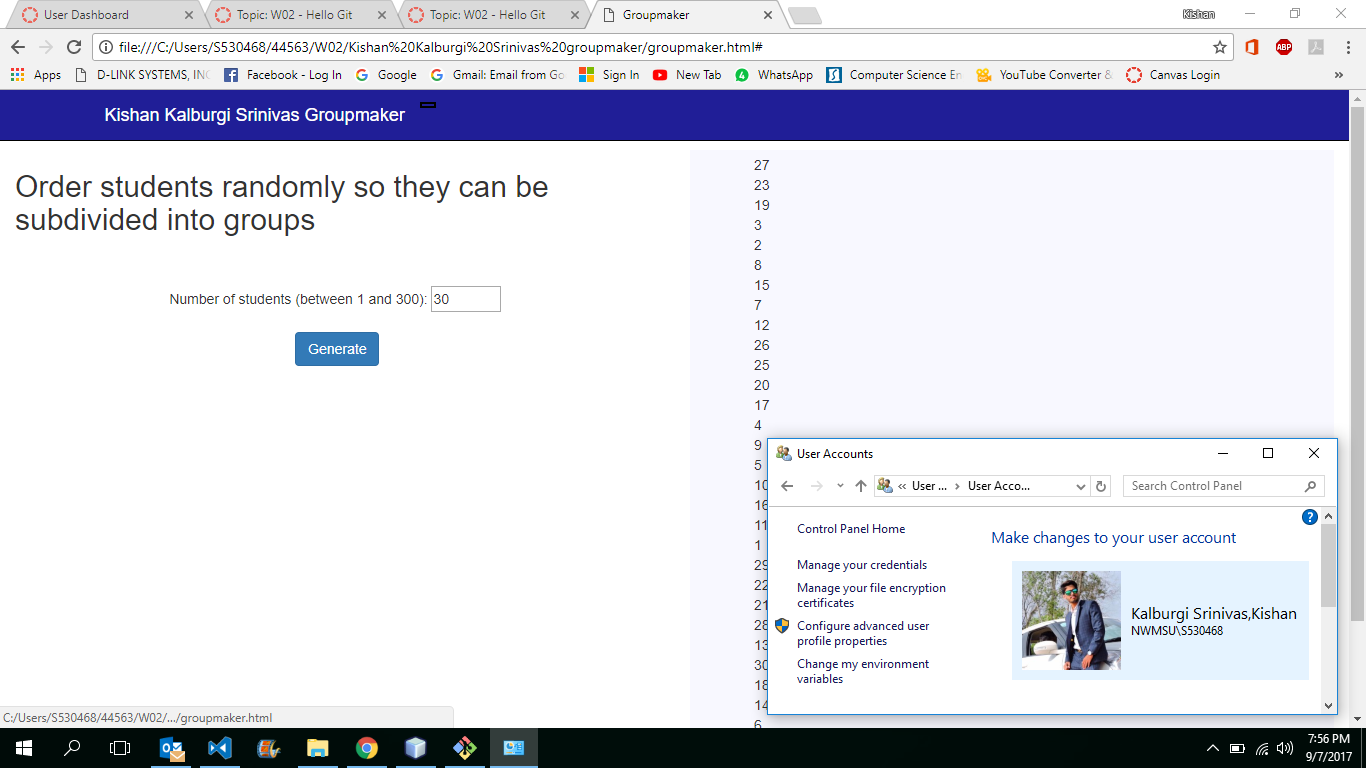 User Dashboard
Topic: W02 - Hello Git
Topic: W02 - Hello Git
Groupmaker
Kishan
file:///C:/Users/S530468/44563/W02/Kishan%20Kalburgi%20Srinivas%20groupmaker/groupmaker.html#
ABP
Apps
D-LINK SYSTEMS, INC
Facebook - Log In
Google
Gmail: Email from Go
Sign In
New Tab
WhatsApp
Computer Science En
YouTube Converter &
Canvas Login
»
Kishan Kalburgi Srinivas Groupmaker
Order students randomly so they can be
subdivided into groups
Number of students (between 1 and 300): 30
Generate
27
23
19
3
2
8
15
7
12
26
25
20
17
4
9
5
10
16
11
1
29
22
21
28
13
30
18
14
6
User Accounts
« User ... › User Acco...
Search Control Panel
Control Panel Home
Manage your credentials
Manage your file encryption
certificates
Configure advanced user
profile properties
Change my environment
variables
?
Make changes to your user account
Kalburgi Srinivas,Kishan
NWMSU\S530468
C:/Users/S530468/44563/W02/.../groupmaker.html
7:56 PM
9/7/2017